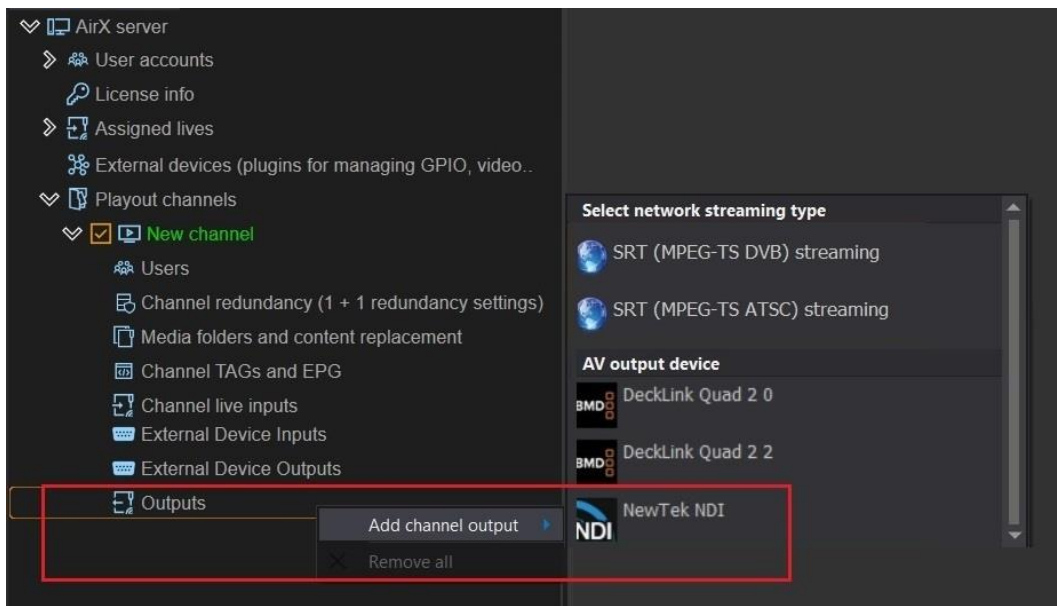 AirX server
User accounts
License info
Assigned lives
External devices (plugins for managing GPIO, video..
Playout channels
New channel
Users
Channel redundancy (1 + 1 redundancy settings)
Media folders and content replacement
Channel TAGs and EPG
Channel live inputs
External Device Inputs
External Device Outputs
Outputs
Add channel output
Remove all
Select network streaming type
SRT (MPEG-TS DVB) streaming
SRT (MPEG-TS ATSC) streaming
AV output device
BMD DeckLink Quad 2 0
BMD DeckLink Quad 2 2
NDI NewTek NDI